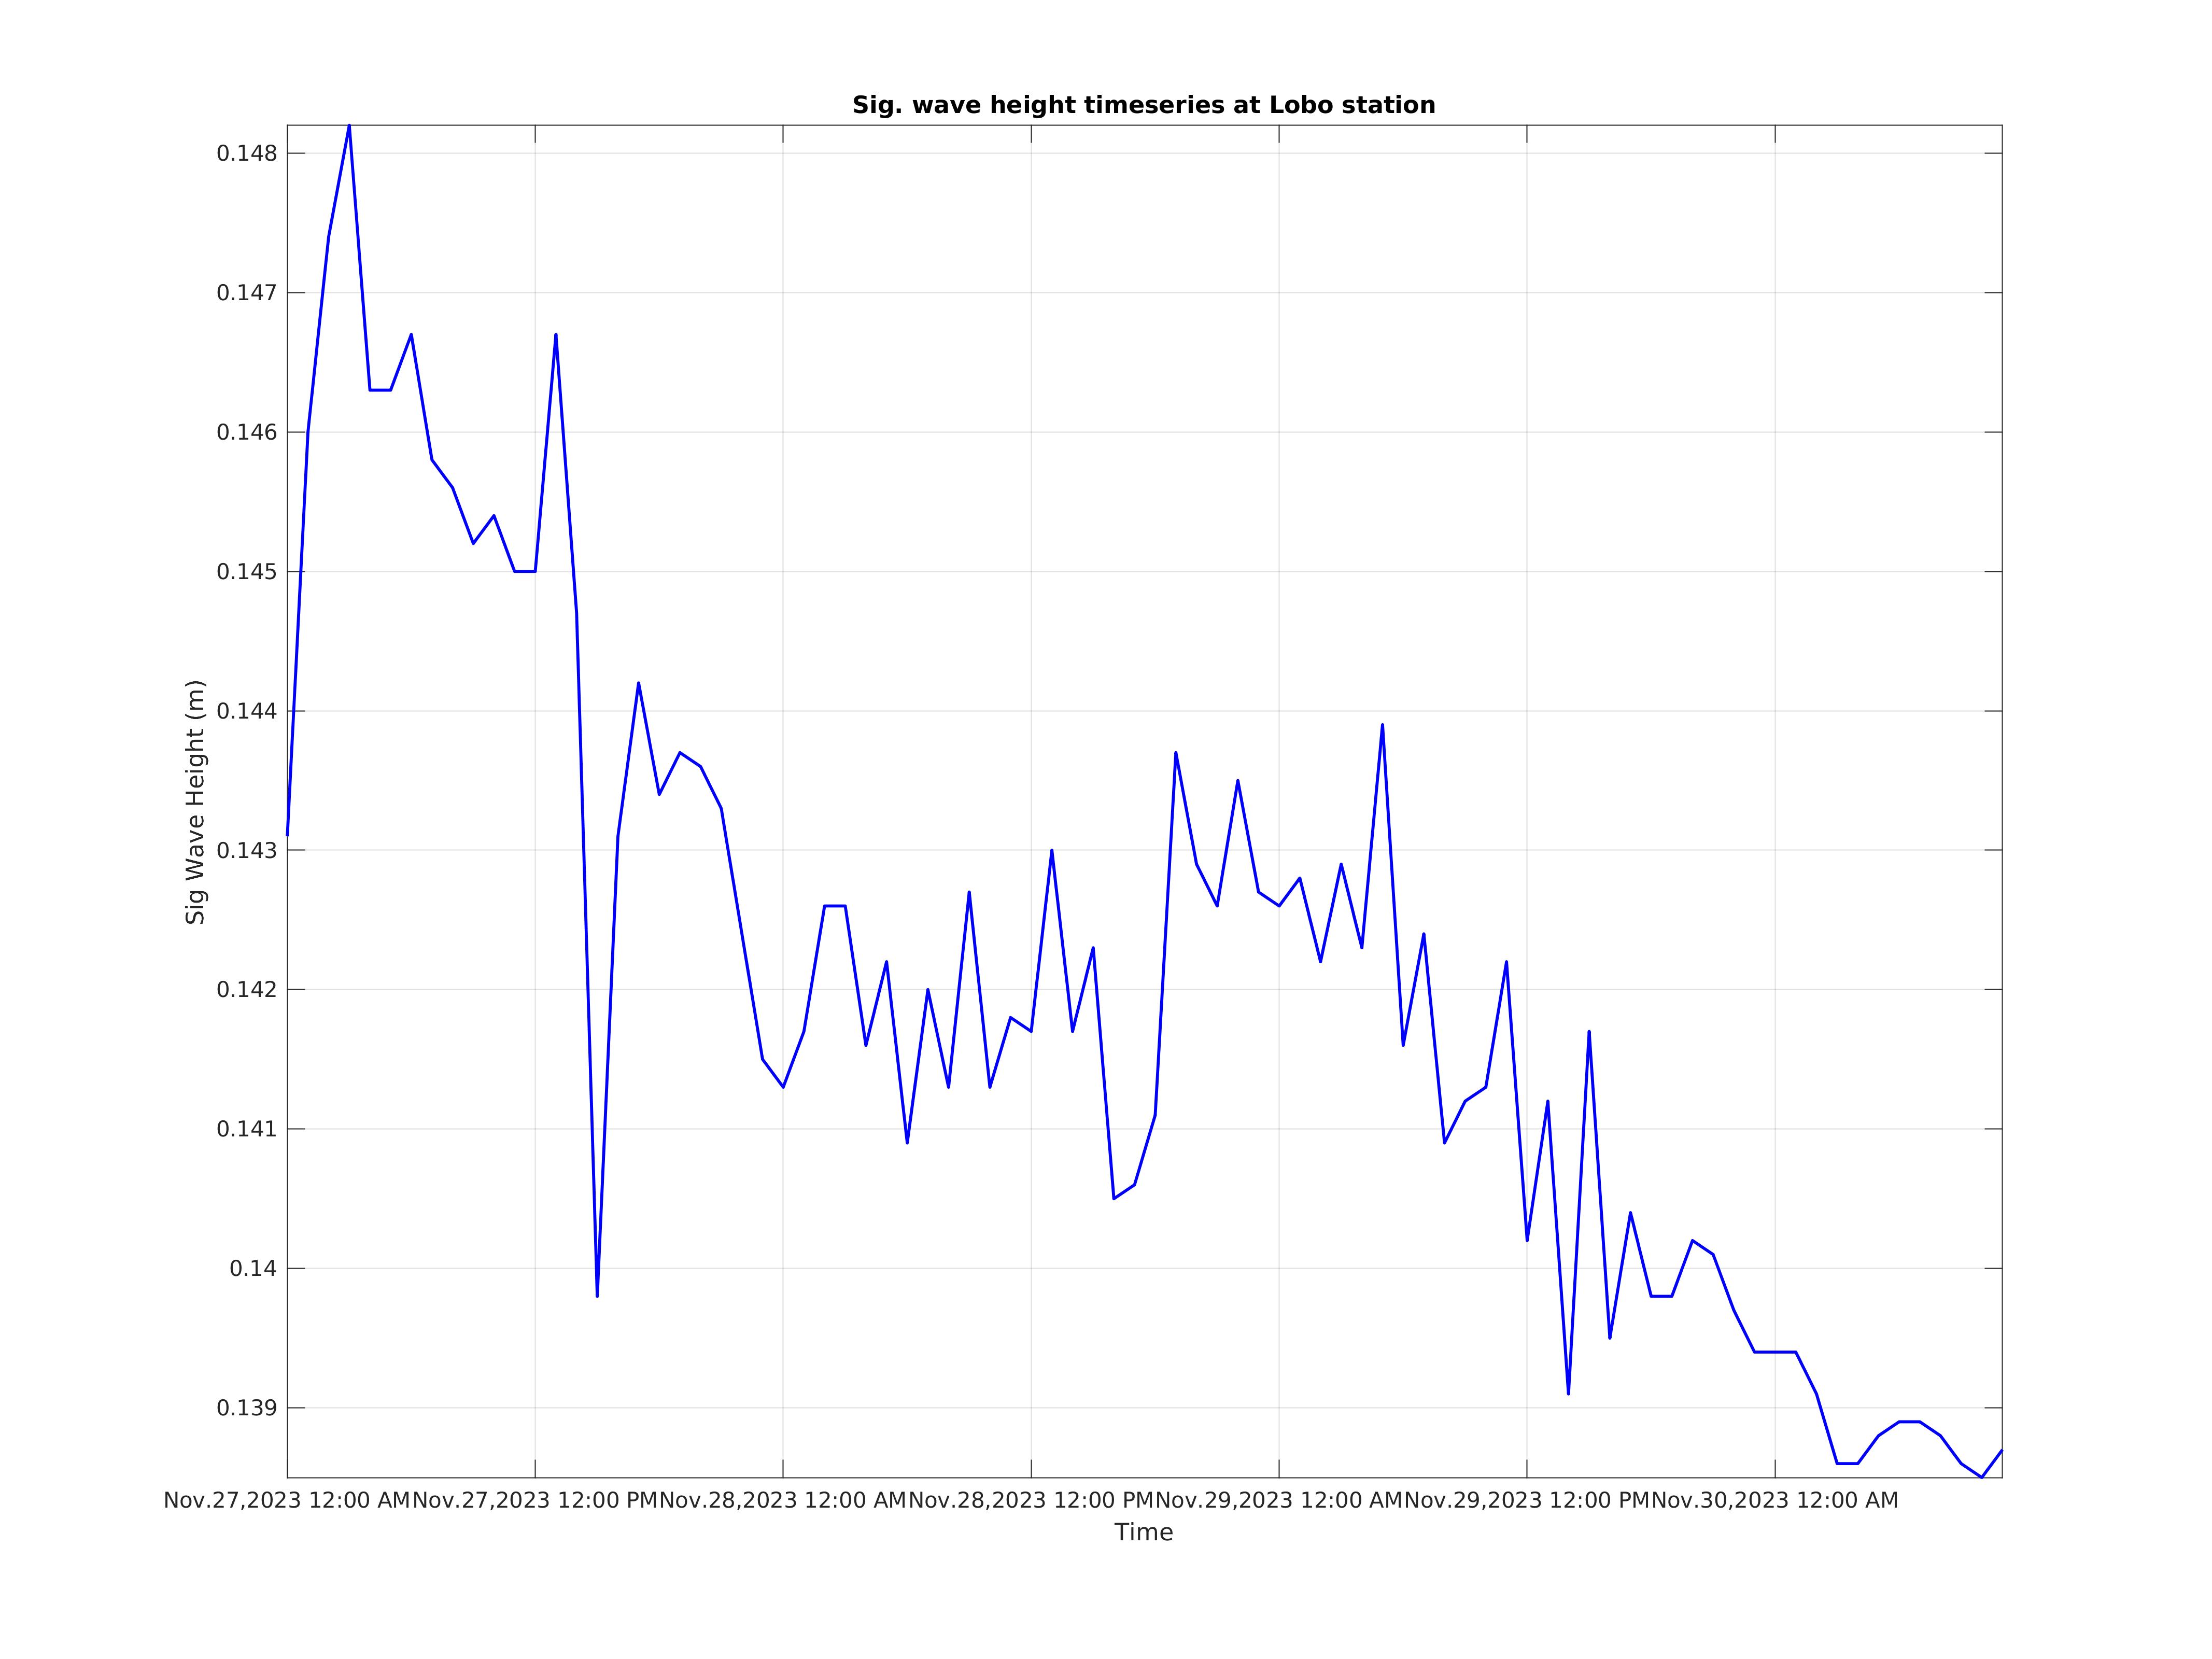 Sig. wave height timeseries at Lobo station
0.148
0.147
0.146
0.145
0.144
0.143
0.142
0.141
0.14
0.139
Sig Wave Height (m)
Nov.27,2023 12:00 AM Nov.27,2023 12:00 PM Nov.28,2023 12:00 AM Nov.28,2023 12:00 PM Nov.29,2023 12:00 AM Nov.29,2023 12:00 PM Nov.30,2023 12:00 AM
Time